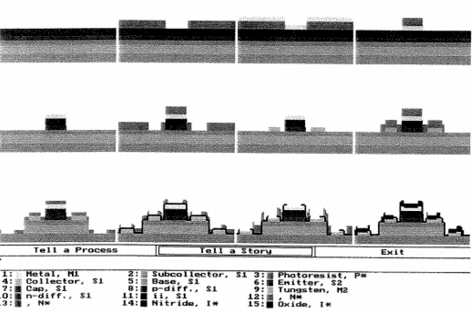 Tell a Process Tell a Story Exit
1: Metal, M1 2: Subcollector, S1 3: Photoresist, P*
4: Collector, S1 5: Base, S1 6: Emitter, S2
7: Cap, S1 8: p-diff., S1 9: Tungsten, M2
10: n-diff., S1 11: ii, S1 12: , N*
13: , N* 14: Nitride, I* 15: Oxide, I*